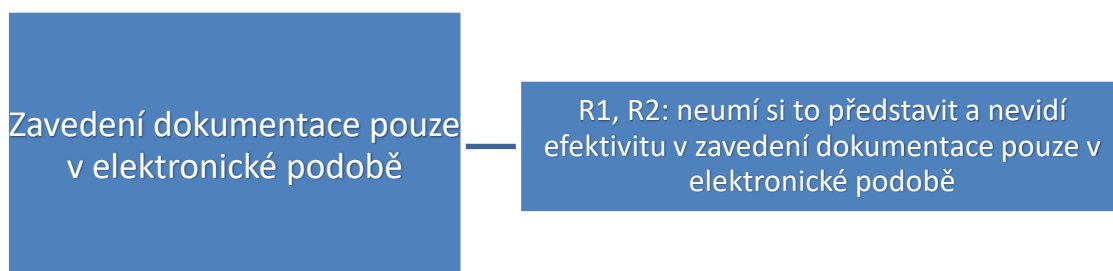 Zavedení dokumentace pouze
v elektronické podobě
R1, R2: neumí si to představit a nevidí
efektivitu v zavedení dokumentace pouze v
elektronické podobě